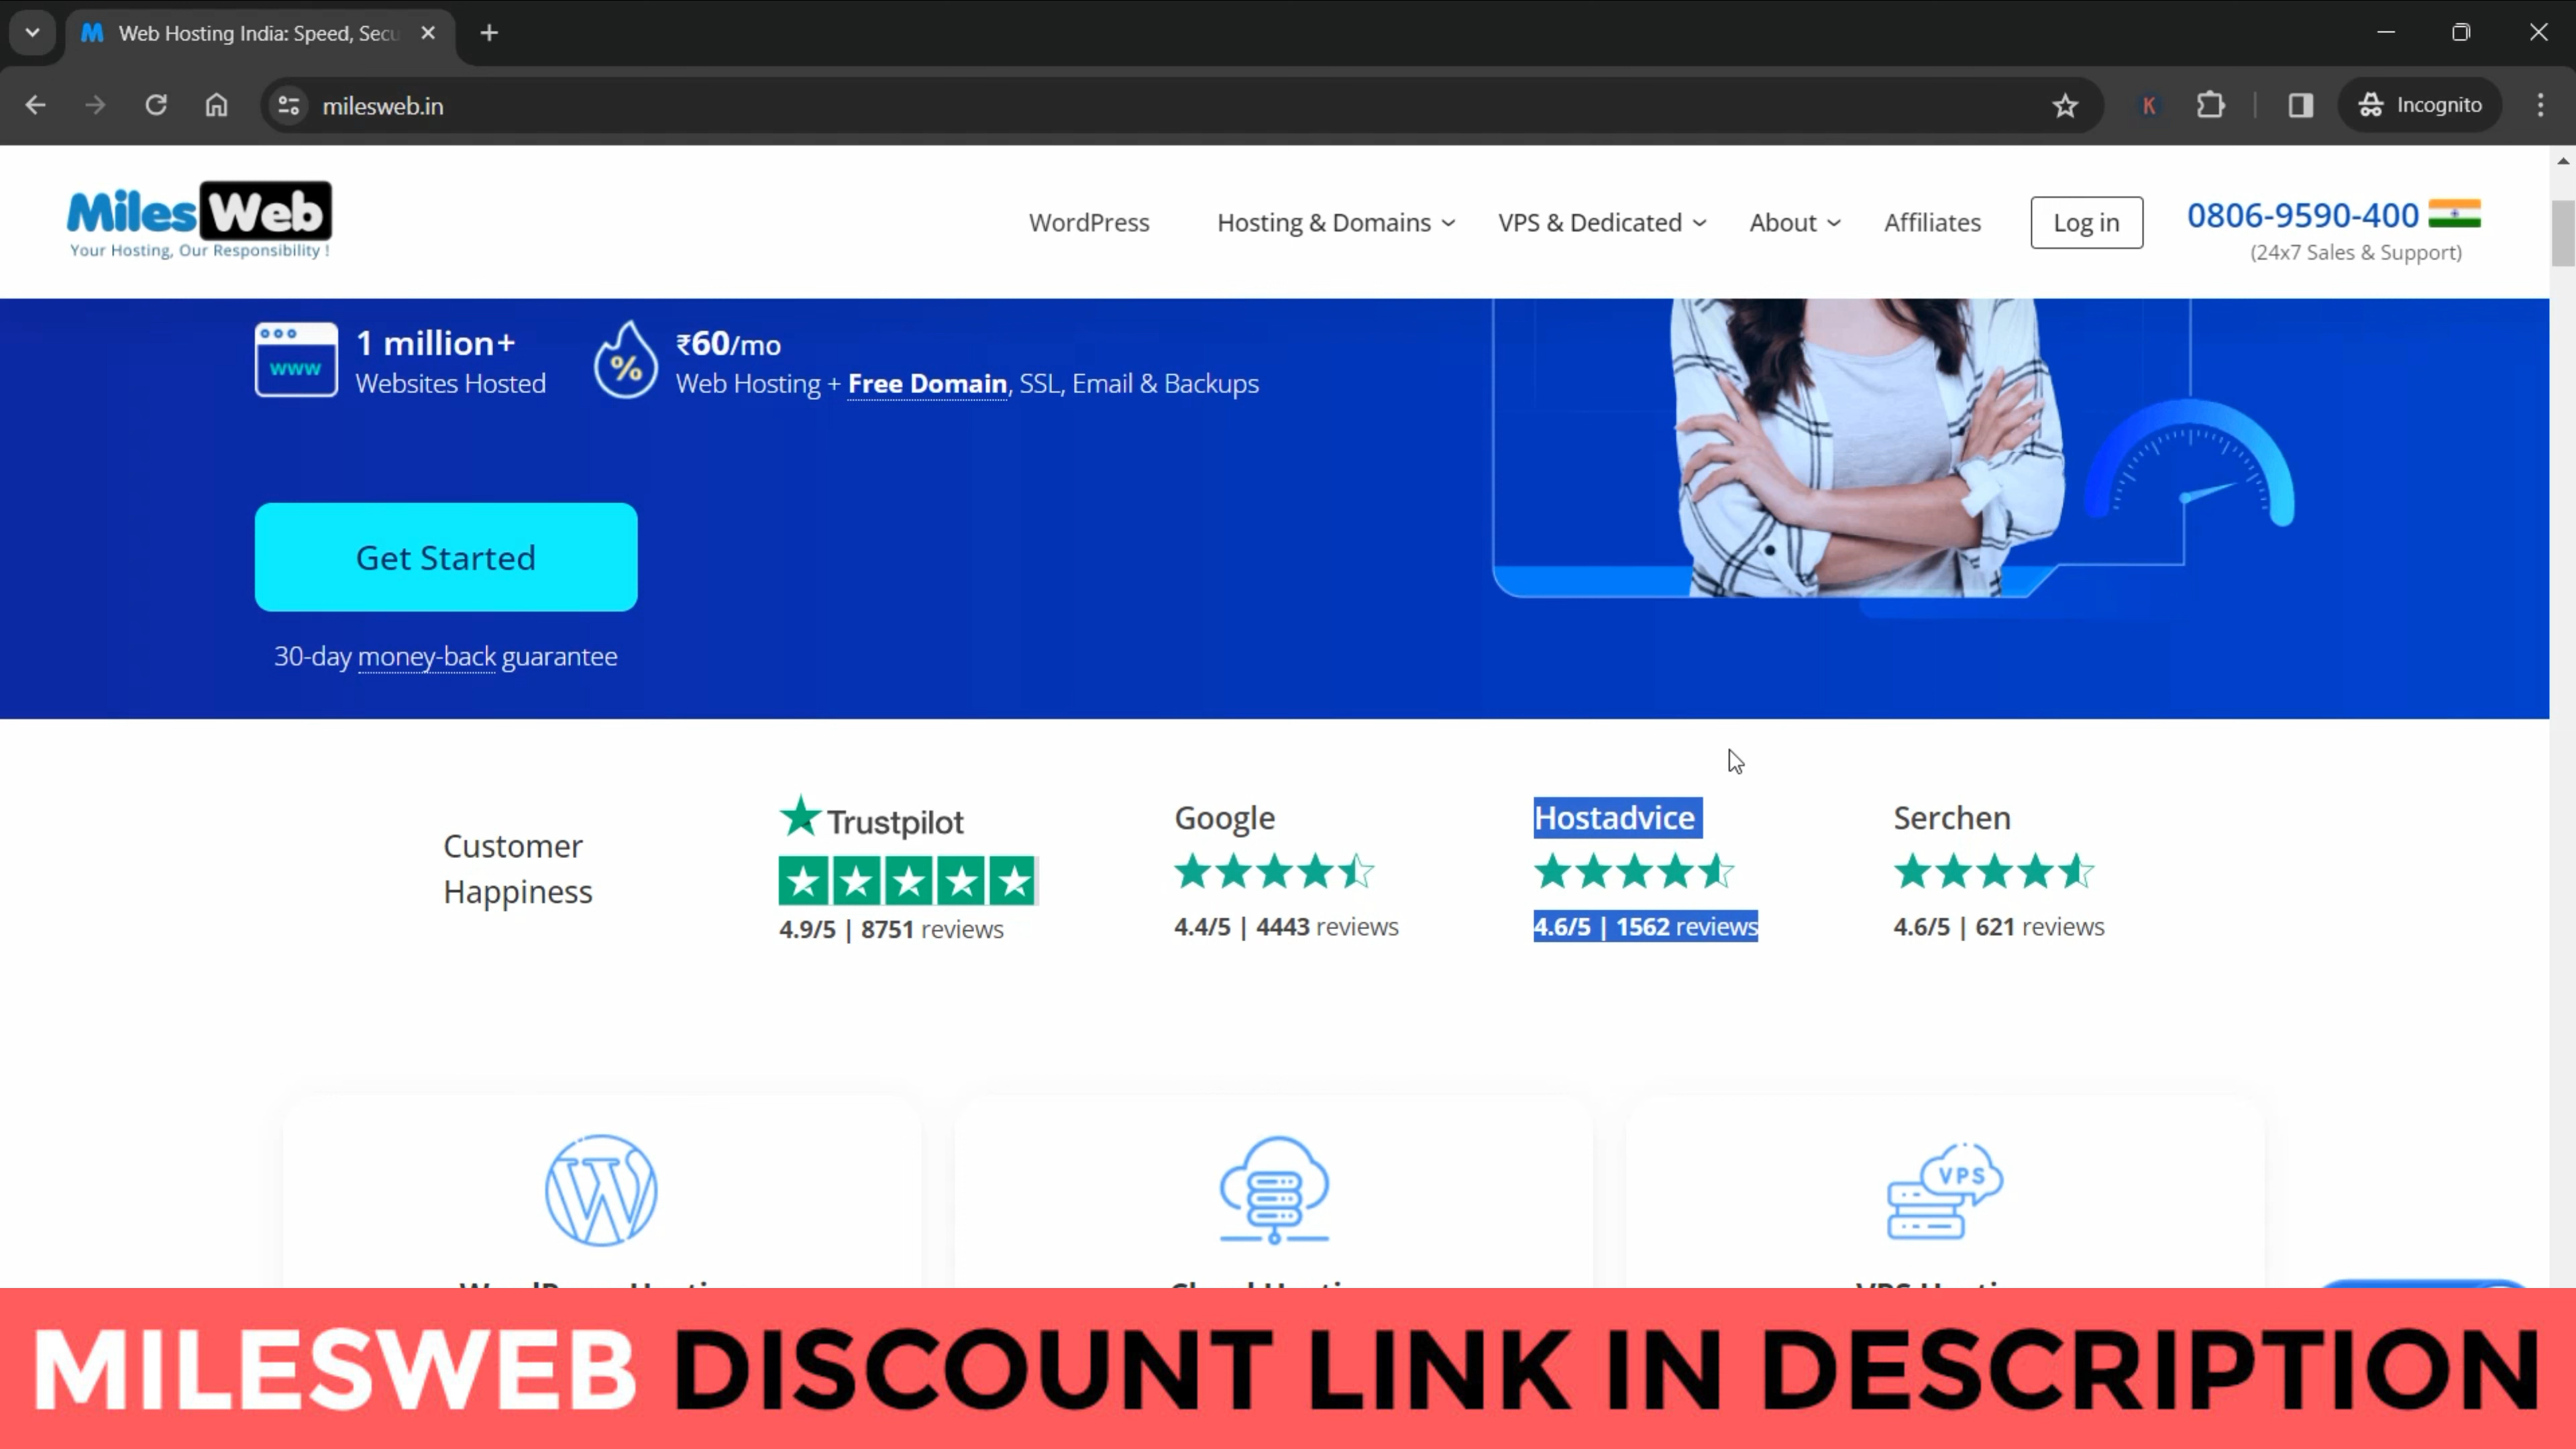 Web Hosting India: Speed, Secu
milesweb.in
K
Incognito
Miles Web
Your Hosting, Our Responsibility !
WordPress
Hosting & Domains
VPS & Dedicated
About
Affiliates
Log in
0806-9590-400
(24x7 Sales & Support)
www
1 million+
Websites Hosted
%
₹60/mo
Web Hosting + Free Domain, SSL, Email & Backups
Get Started
30-day money-back guarantee
Customer
Happiness
Trustpilot
4.9/5 | 8751 reviews
Google
4.4/5 | 4443 reviews
Hostadvice
4.6/5 | 1562 reviews
Serchen
4.6/5 | 621 reviews
VPS
MILESWEB DISCOUNT LINK IN DESCRIPTION